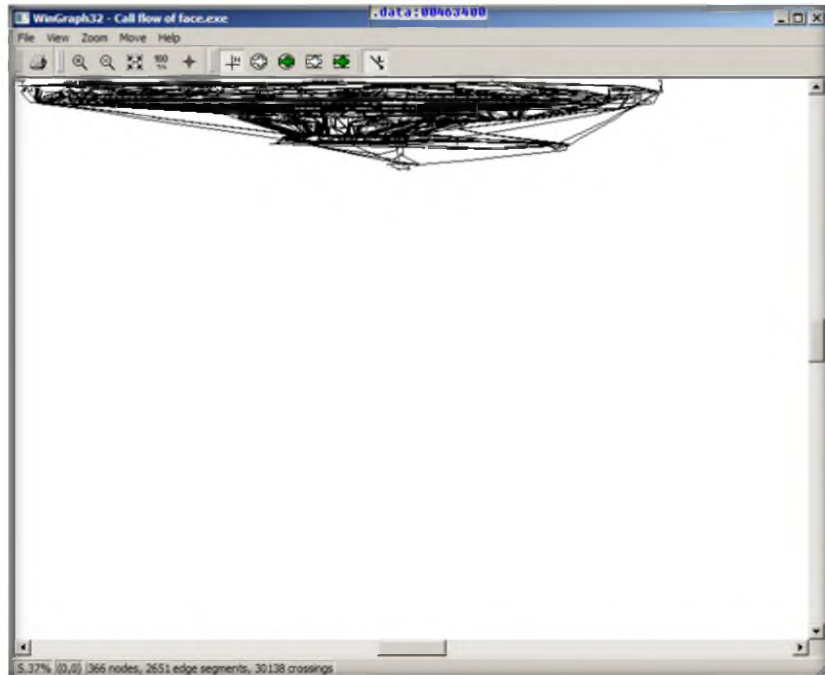 WinGraph32 - Call flow of face.exe
.data:00463400
File View Zoom Move Help
100
%
N
5.37% (0,0) 366 nodes, 2651 edge segments, 30138 crossings